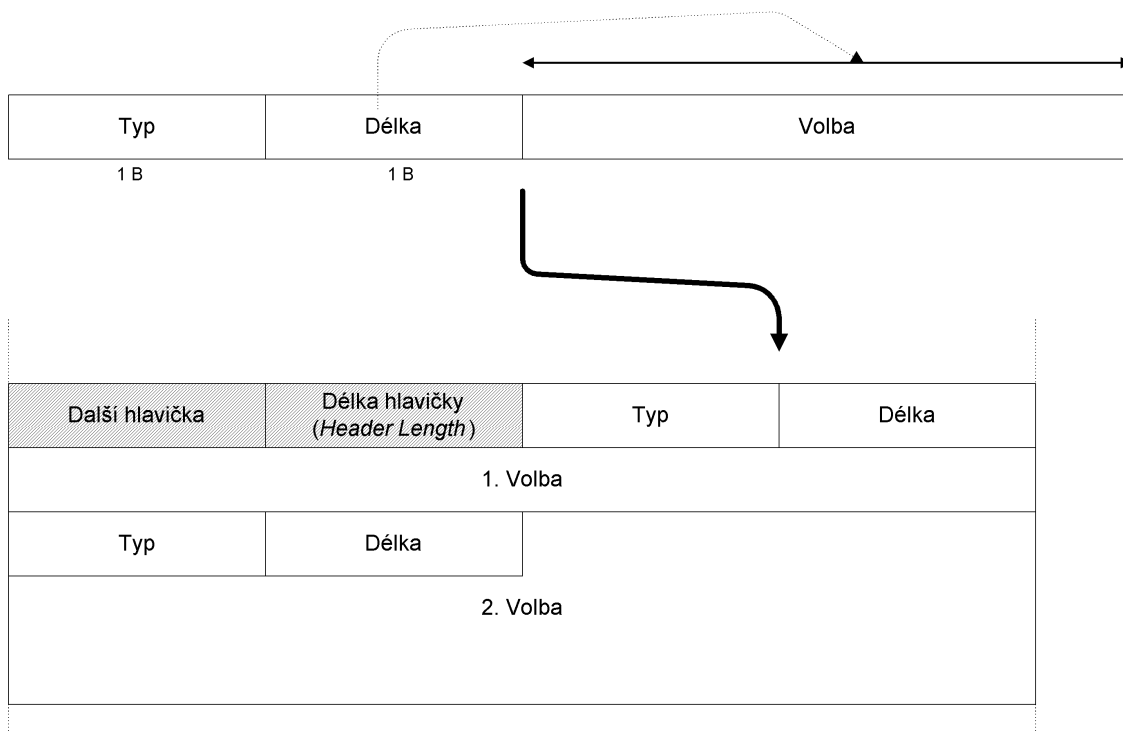 Typ
Délka
Volba
1 B
1 B
Další hlavička
Délka hlavičky
(Header Length)
Typ
Délka
1. Volba
Typ
Délka
2. Volba